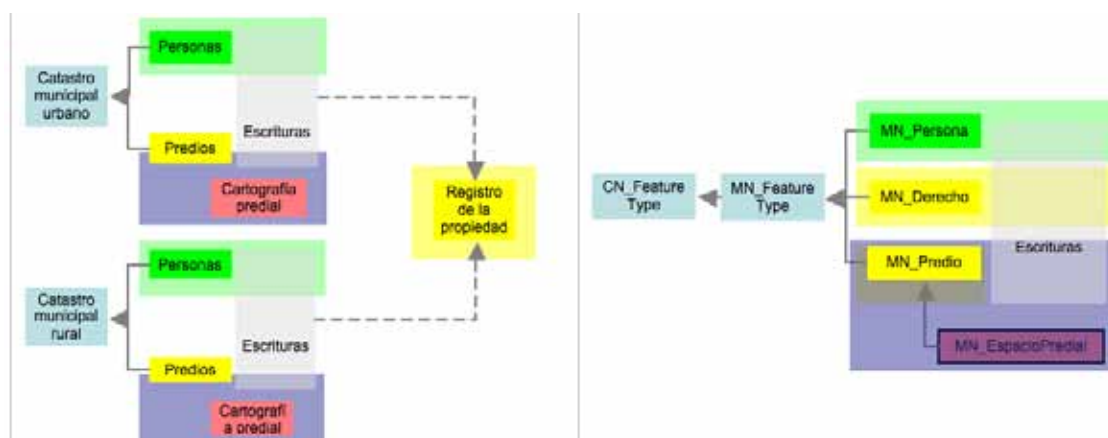 Personas
Catastro
municipal
urbano
Escrituras
Predios
Cartografía
predial
Registro
de la
propiedad
Personas
Catastro
municipal
rural
Escrituras
Predios
Cartografí
a predial
MN_Persona
CN_Feature
Type
MN_Feature
Type
MN_Derecho
Escrituras
MN_Predio
MN_EspacioPredial